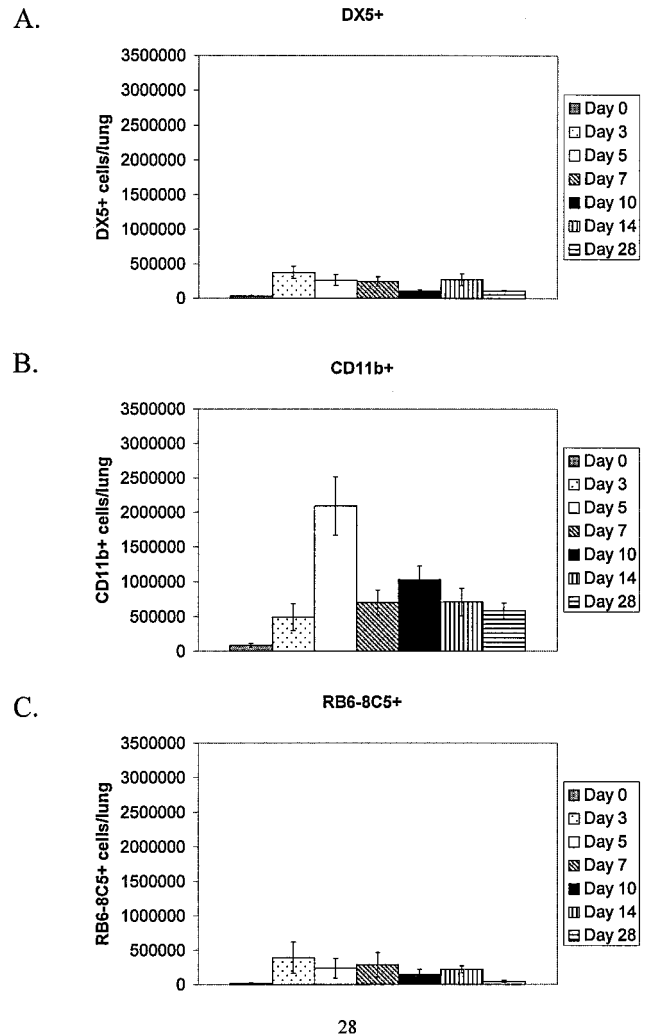 A.
DX5+
3500000
3000000
2500000
2000000
1500000
1000000
500000
0
DX5+ cells/lung
Day 0
Day 3
Day 5
Day 7
Day 10
Day 14
Day 28
B.
CD11b+
3500000
3000000
2500000
2000000
1500000
1000000
500000
0
CD11b+ cells/lung
Day 0
Day 3
Day 5
Day 7
Day 10
Day 14
Day 28
C.
RB6-8C5+
3500000
3000000
2500000
2000000
1500000
1000000
500000
0
RB6-8C5+ cells/lung
Day 0
Day 3
Day 5
Day 7
Day 10
Day 14
Day 28
28